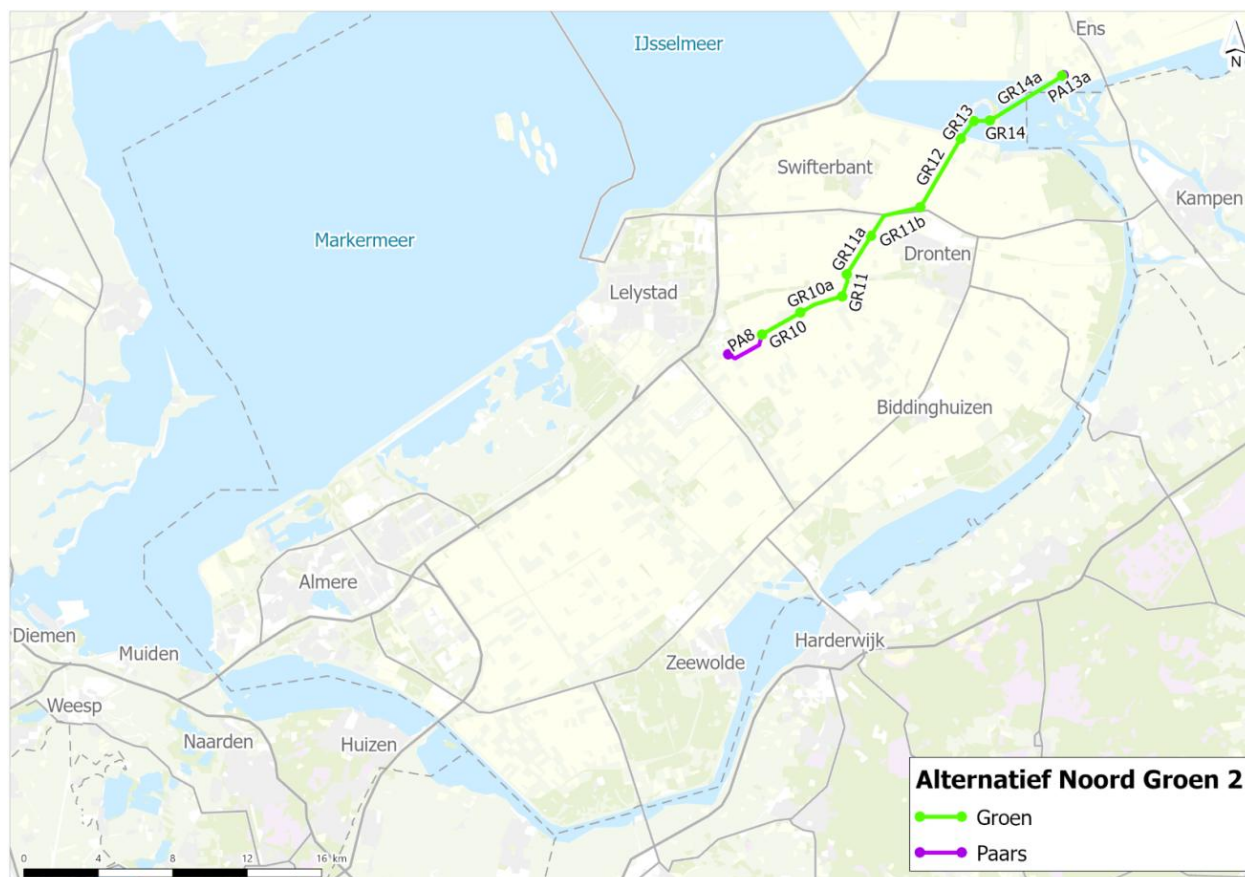 Ens
IJsselmeer
N
GR14a
PA13a
GR13
GR14
GR12
Swifterbant
Kampen
Markermeer
GR11a
GR11b
Dronten
Lelystad
GR10a
GR11
PA8
GR10
Biddinghuizen
Almere
Diemen
Muiden
Harderwijk
Zeewolde
Weesp
Naarden
Huizen
Alternatief Noord Groen 2
Groen
Paars
0 4 8 12 16 km